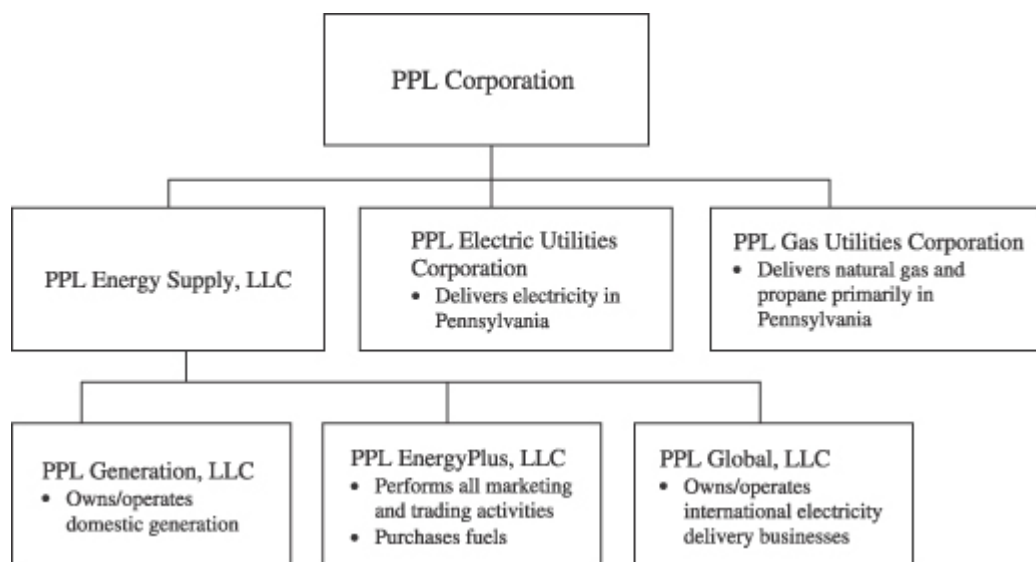 PPL Corporation
PPL Energy Supply, LLC
PPL Electric Utilities
Corporation
• Delivers electricity in
Pennsylvania
PPL Gas Utilities Corporation
• Delivers natural gas and
propane primarily in
Pennsylvania
PPL Generation, LLC
• Owns/operates
domestic generation
PPL EnergyPlus, LLC
• Performs all marketing
and trading activities
• Purchases fuels
PPL Global, LLC
• Owns/operates
international electricity
delivery businesses